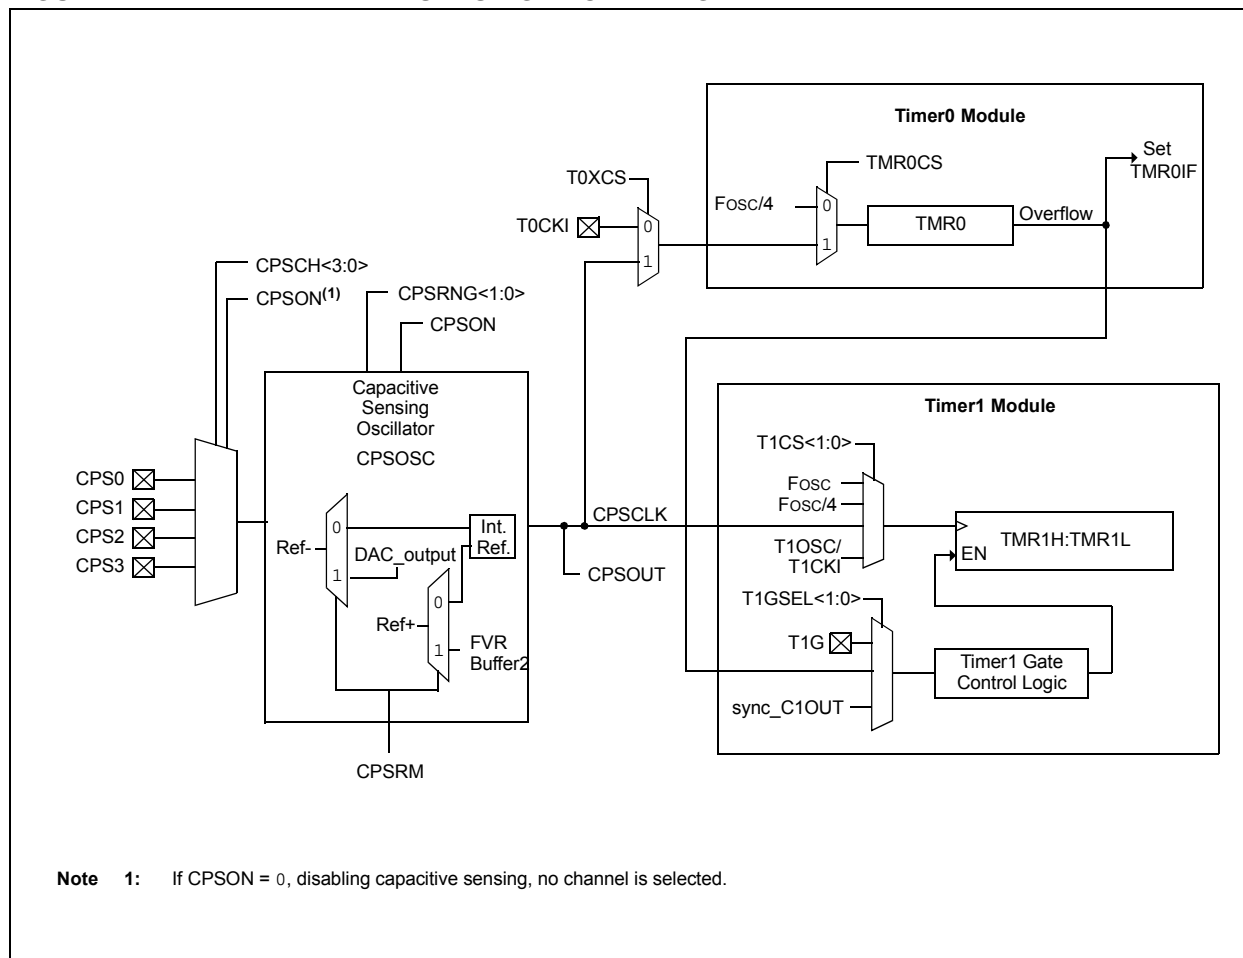 Timer0 Module
Set
TMR0IF
TMR0CS
T0XCS
FOSC/4
0
1
TMR0
Overflow
T0CKI
0
1
CPSCH<3:0>
CPSON(1)
CPSRNG<1:0>
CPSON
Capacitive
Sensing
Oscillator
CPSOSC
Timer1 Module
T1CS<1:0>
FOSC
FOSC/4
T1OSC/
T1CKI
EN
TMR1H:TMR1L
CPS0
CPS1
CPS2
CPS3
Ref-
0
1
DAC_output
Int.
Ref.
Ref+
0
1
FVR
Buffer2
CPSCLK
CPSOUT
T1GSEL<1:0>
T1G
sync_C1OUT
Timer1 Gate
Control Logic
CPSRM
Note 1: If CPSON = 0, disabling capacitive sensing, no channel is selected.